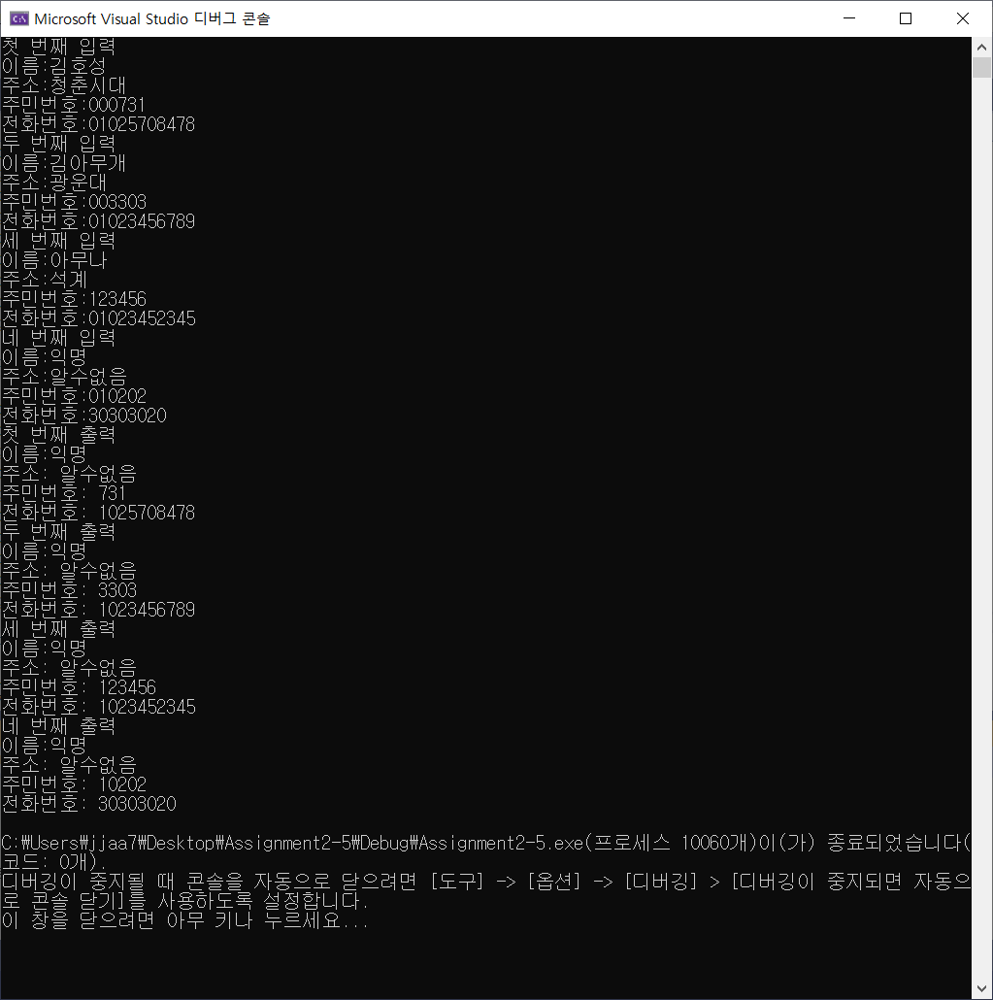 Microsoft Visual Studio 디버그 콘솔
첫 번째 입력
이름:김호성
주소:청춘시대
주민번호:000731
전화번호:01025708478
두 번째 입력
이름:김아무개
주소:광운대
주민번호:003303
전화번호:01023456789
세 번째 입력
이름:아무나
주소:석계
주민번호:123456
전화번호:01023452345
네 번째 입력
이름:익명
주소:알수없음
주민번호:010202
전화번호:30303020
첫 번째 출력
이름:익명
주소: 알수없음
주민번호: 731
전화번호: 1025708478
두 번째 출력
이름:익명
주소: 알수없음
주민번호: 3303
전화번호: 1023456789
세 번째 출력
이름:익명
주소: 알수없음
주민번호: 123456
전화번호: 1023452345
네 번째 출력
이름:익명
주소: 알수없음
주민번호: 10202
전화번호: 30303020
C:₩Users₩jjaa7₩Desktop₩Assignment2-5₩Debug₩Assignment2-5.exe(프로세스 10060개)이(가) 종료되었습니다(
코드: 0개).
디버깅이 중지될 때 콘솔을 자동으로 닫으려면 [도구] -> [옵션] -> [디버깅] > [디버깅이 중지되면 자동으
로 콘솔 닫기]를 사용하도록 설정합니다.
이 창을 닫으려면 아무 키나 누르세요...